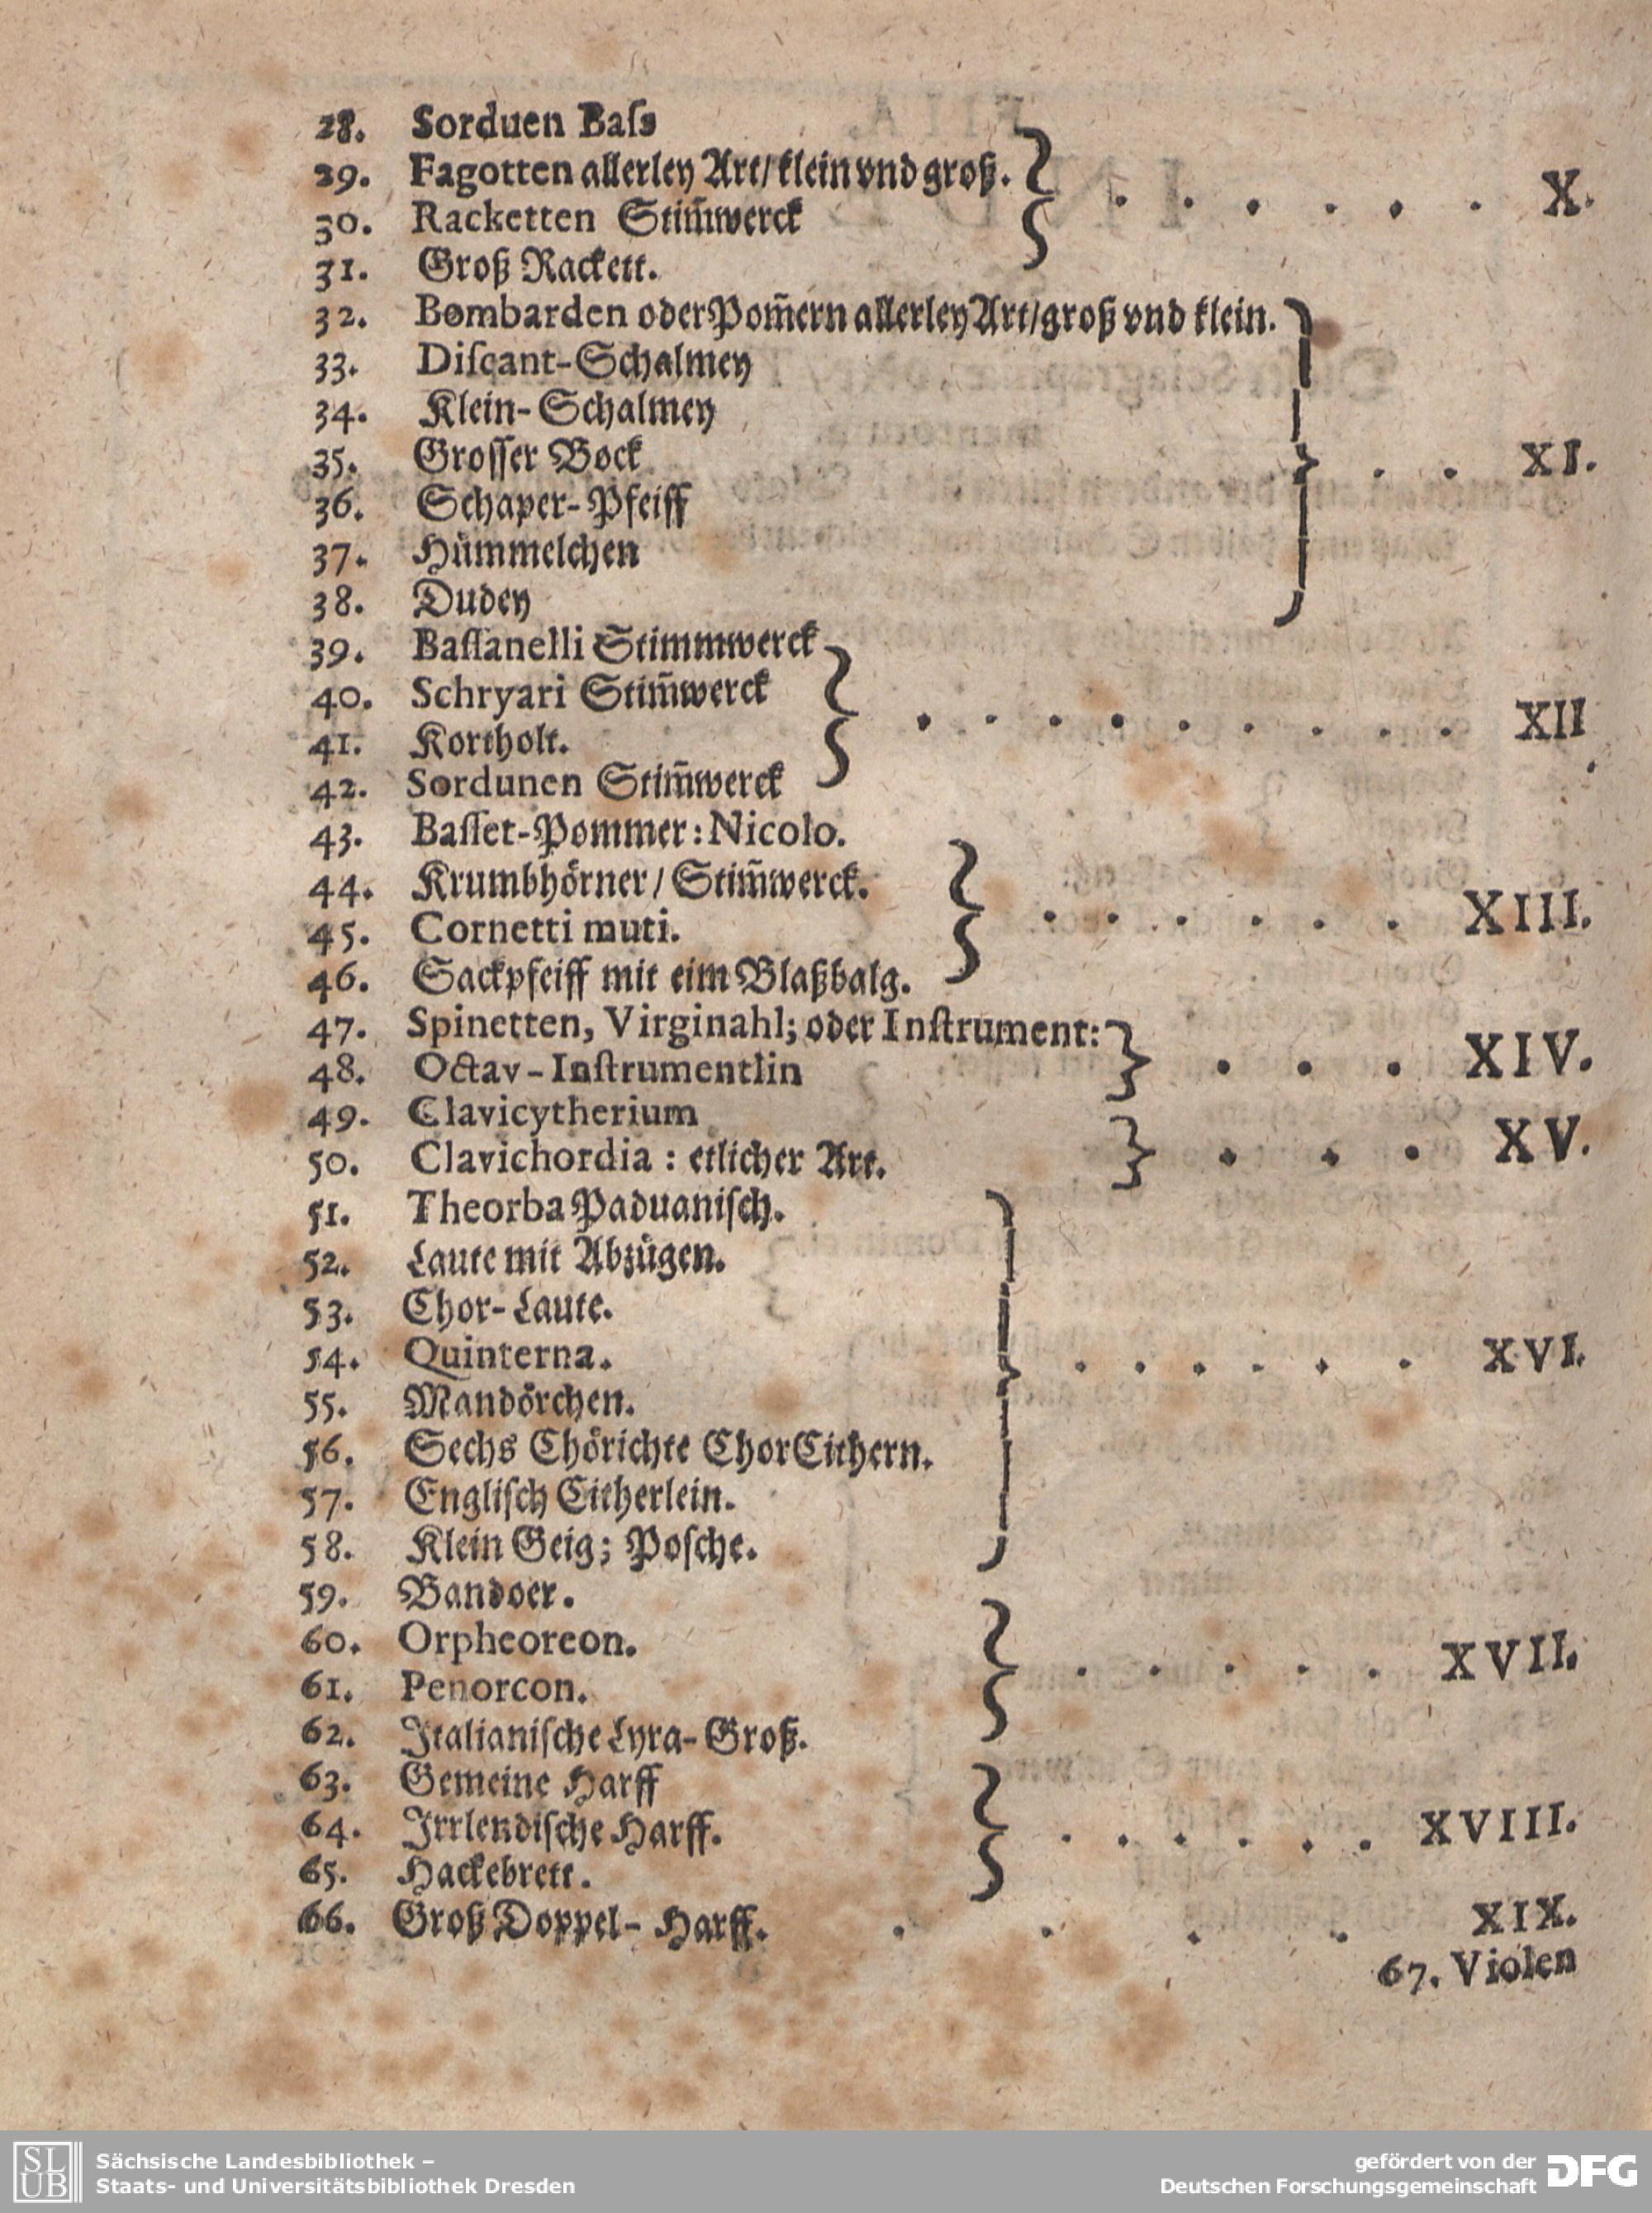 28. Sorduen Baſs
29. Fagotten allerley Art/ klein vnd groß. . . . . . . X.
30. Racketten Stim̃werck
31. Groß Rackett.
32. Bombarden oder Pom̃ern allerley Art/groß vnd klein.
33. Diſcant-Schalmey
34. Klein-Schalmey
35. Groſſer Bock . . XI.
36. Schaper-Pfeiff
37. Hümmelchen
38. Dudey
39. Baſſanelli Stimmwerck
40. Schryari Stim̃werck . . . . . . . . . XII
41. Kortholt.
42. Sordunen Stim̃werck
43. Baſſet-Pommer: Nicolo.
44. Krumbhörner/ Stim̃werck. . . . . . . XIII.
45. Cornetti muti.
46. Sackpfeiff mit eim Blaßbalg.
47. Spinetten, Virginahl; oder Inſtrument: . . . XIV.
48. Octav-Inſtrumentlin
49. Clavicytherium . . . XV.
50. Clavichordia : etlicher Art.
51. Theorba Paduaniſch.
52. Laute mit Abzügen.
53. Chor-Laute.
54. Quinterna. . . . . . . XVI.
55. Mandörchen.
56. Sechs Chörichte ChorCithern.
57. Engliſch Citherlein.
58. Klein Geig; Poſche.
59. Bandoer.
60. Orpheoreon. . . . . . XVII.
61. Penorcon.
62. Italianiſche Lyra-Groß.
63. Gemeine Harff
64. Irrlendiſche Harff. . . . . . . XVIII.
65. Hackebrett.
66. Groß Doppel-Harff. . . . . XIX.
67. Violen
SLUB
Sächsische Landesbibliothek –
Staats- und Universitätsbibliothek Dresden
gefördert von der
Deutschen Forschungsgemeinschaft
DFG